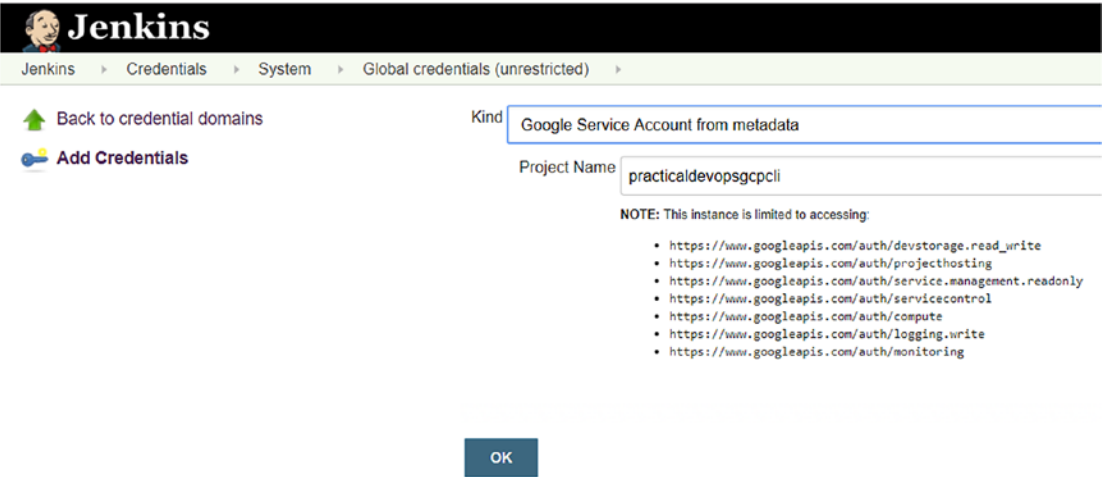 Jenkins
Jenkins Credentials System Global credentials (unrestricted)
Back to credential domains
Add Credentials
Kind Google Service Account from metadata
Project Name practicaldevopsgcpcli
NOTE: This instance is limited to accessing:
• https://www.googleapis.com/auth/devstorage.read_write
• https://www.googleapis.com/auth/projecthosting
• https://www.googleapis.com/auth/service.management.readonly
• https://www.googleapis.com/auth/servicecontrol
• https://www.googleapis.com/auth/compute
• https://www.googleapis.com/auth/logging.write
• https://www.googleapis.com/auth/monitoring
OK